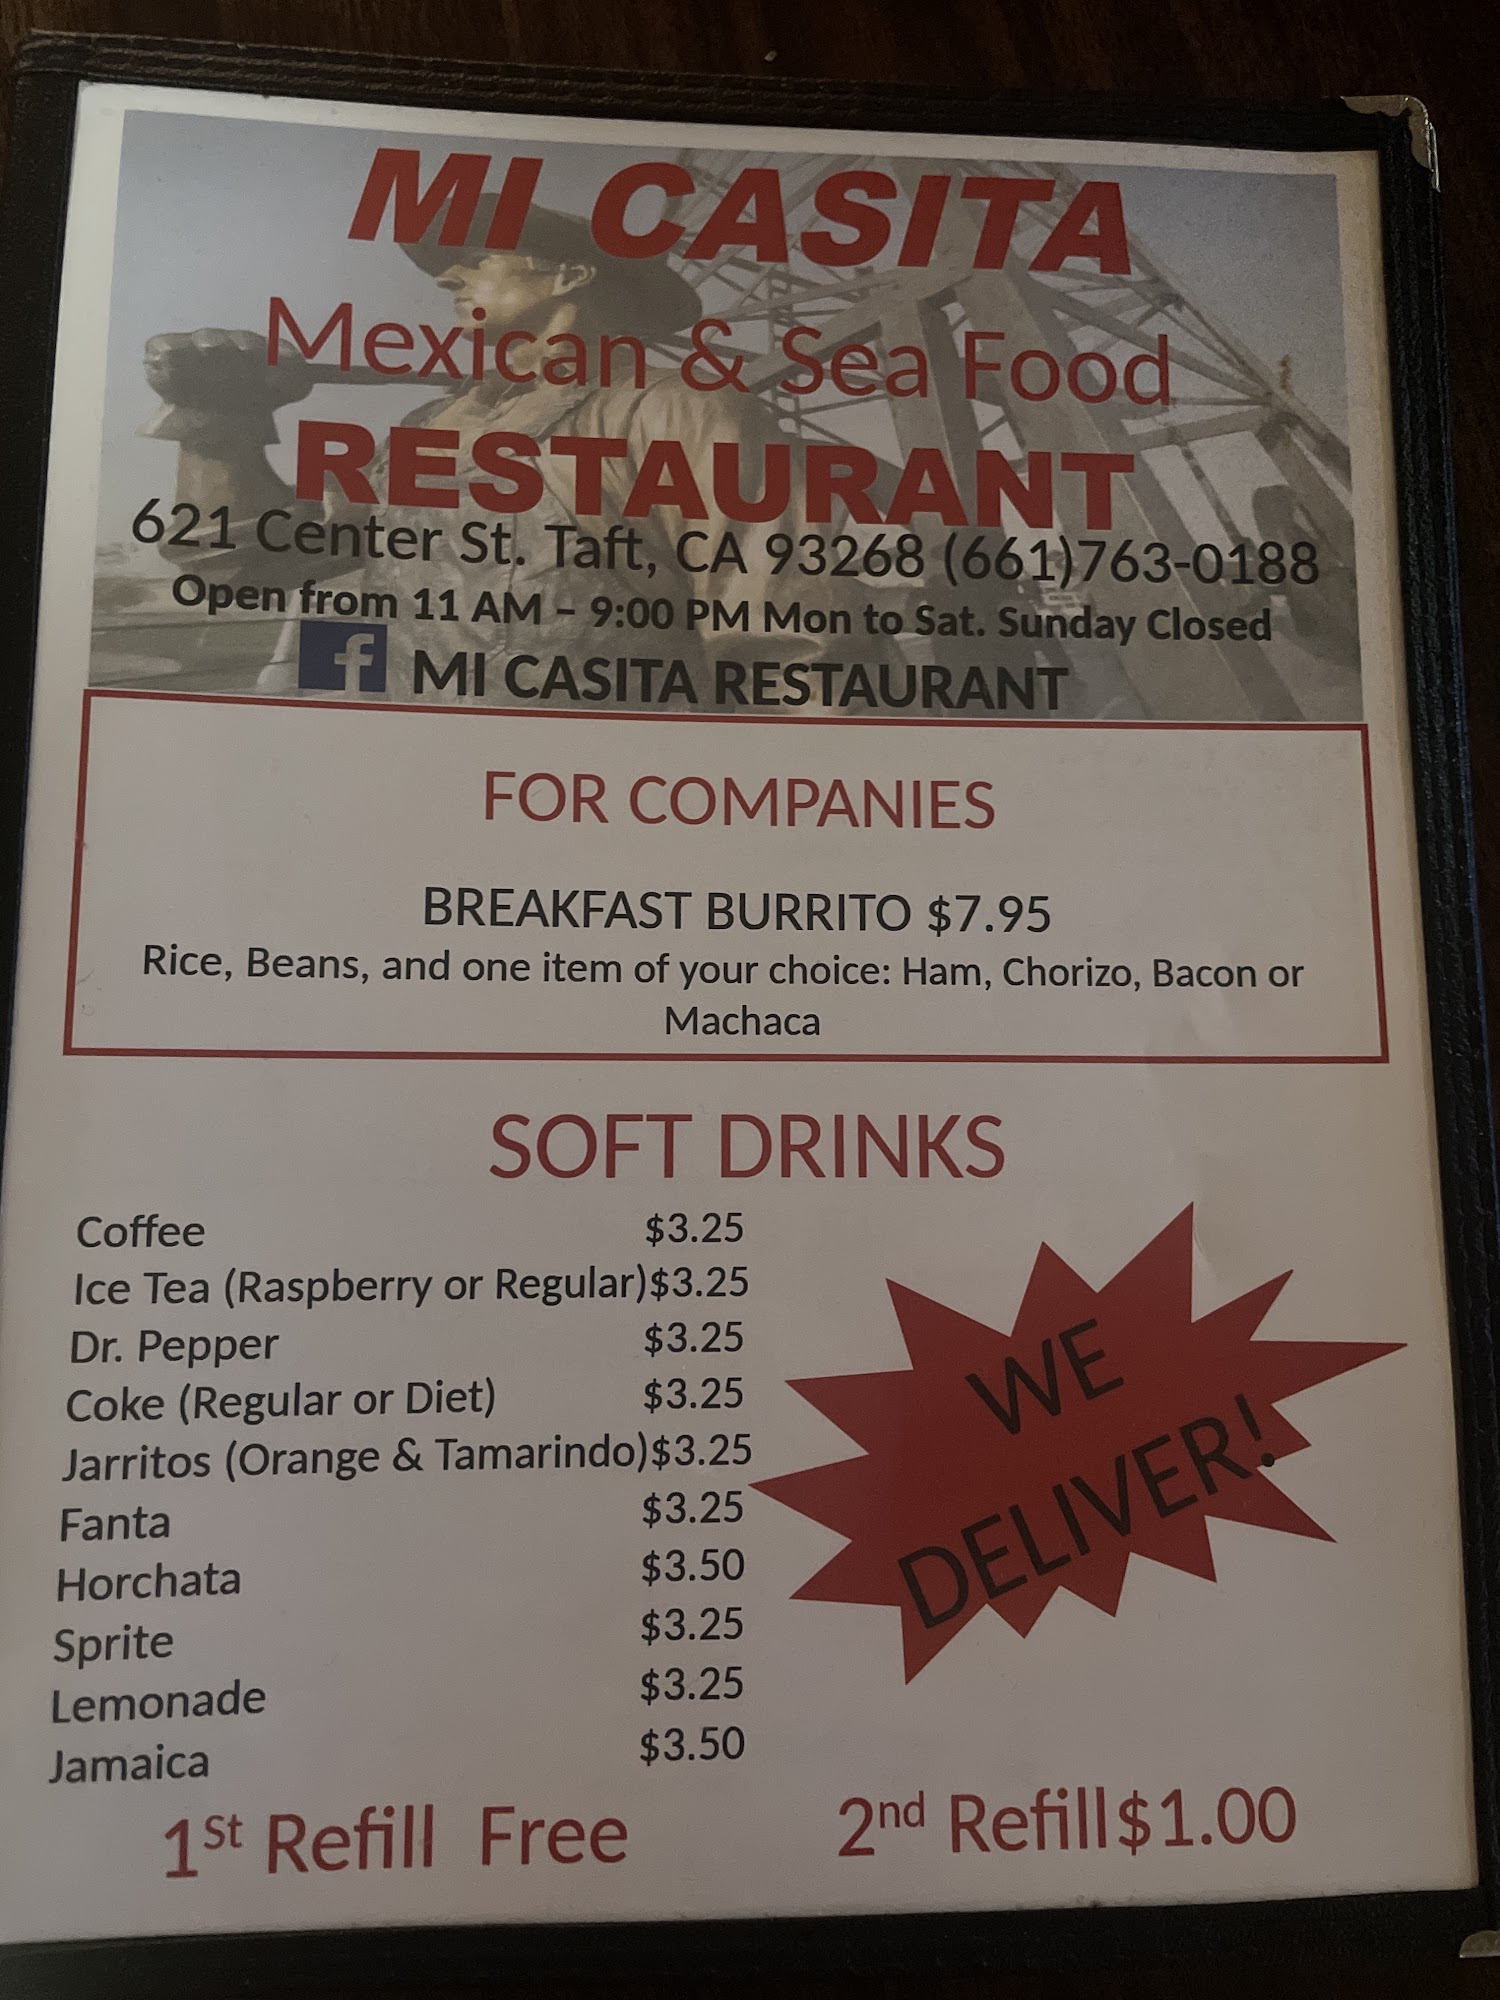 MI CASITA
Mexican & Sea Food
RESTAURANT
621 Center St. Taft, CA 93268 (661)763-0188
Open from 11 AM – 9:00 PM Mon to Sat. Sunday Closed
f MI CASITA RESTAURANT
FOR COMPANIES
BREAKFAST BURRITO $7.95
Rice, Beans, and one item of your choice: Ham, Chorizo, Bacon or
Machaca
SOFT DRINKS
Coffee $3.25
Ice Tea (Raspberry or Regular)$3.25
Dr. Pepper $3.25
Coke (Regular or Diet) $3.25
Jarritos (Orange & Tamarindo)$3.25
Fanta $3.25
Horchata $3.50
Sprite $3.25
Lemonade $3.25
Jamaica $3.50
WE
DELIVER!
1St Refill Free 2nd Refill $1.00